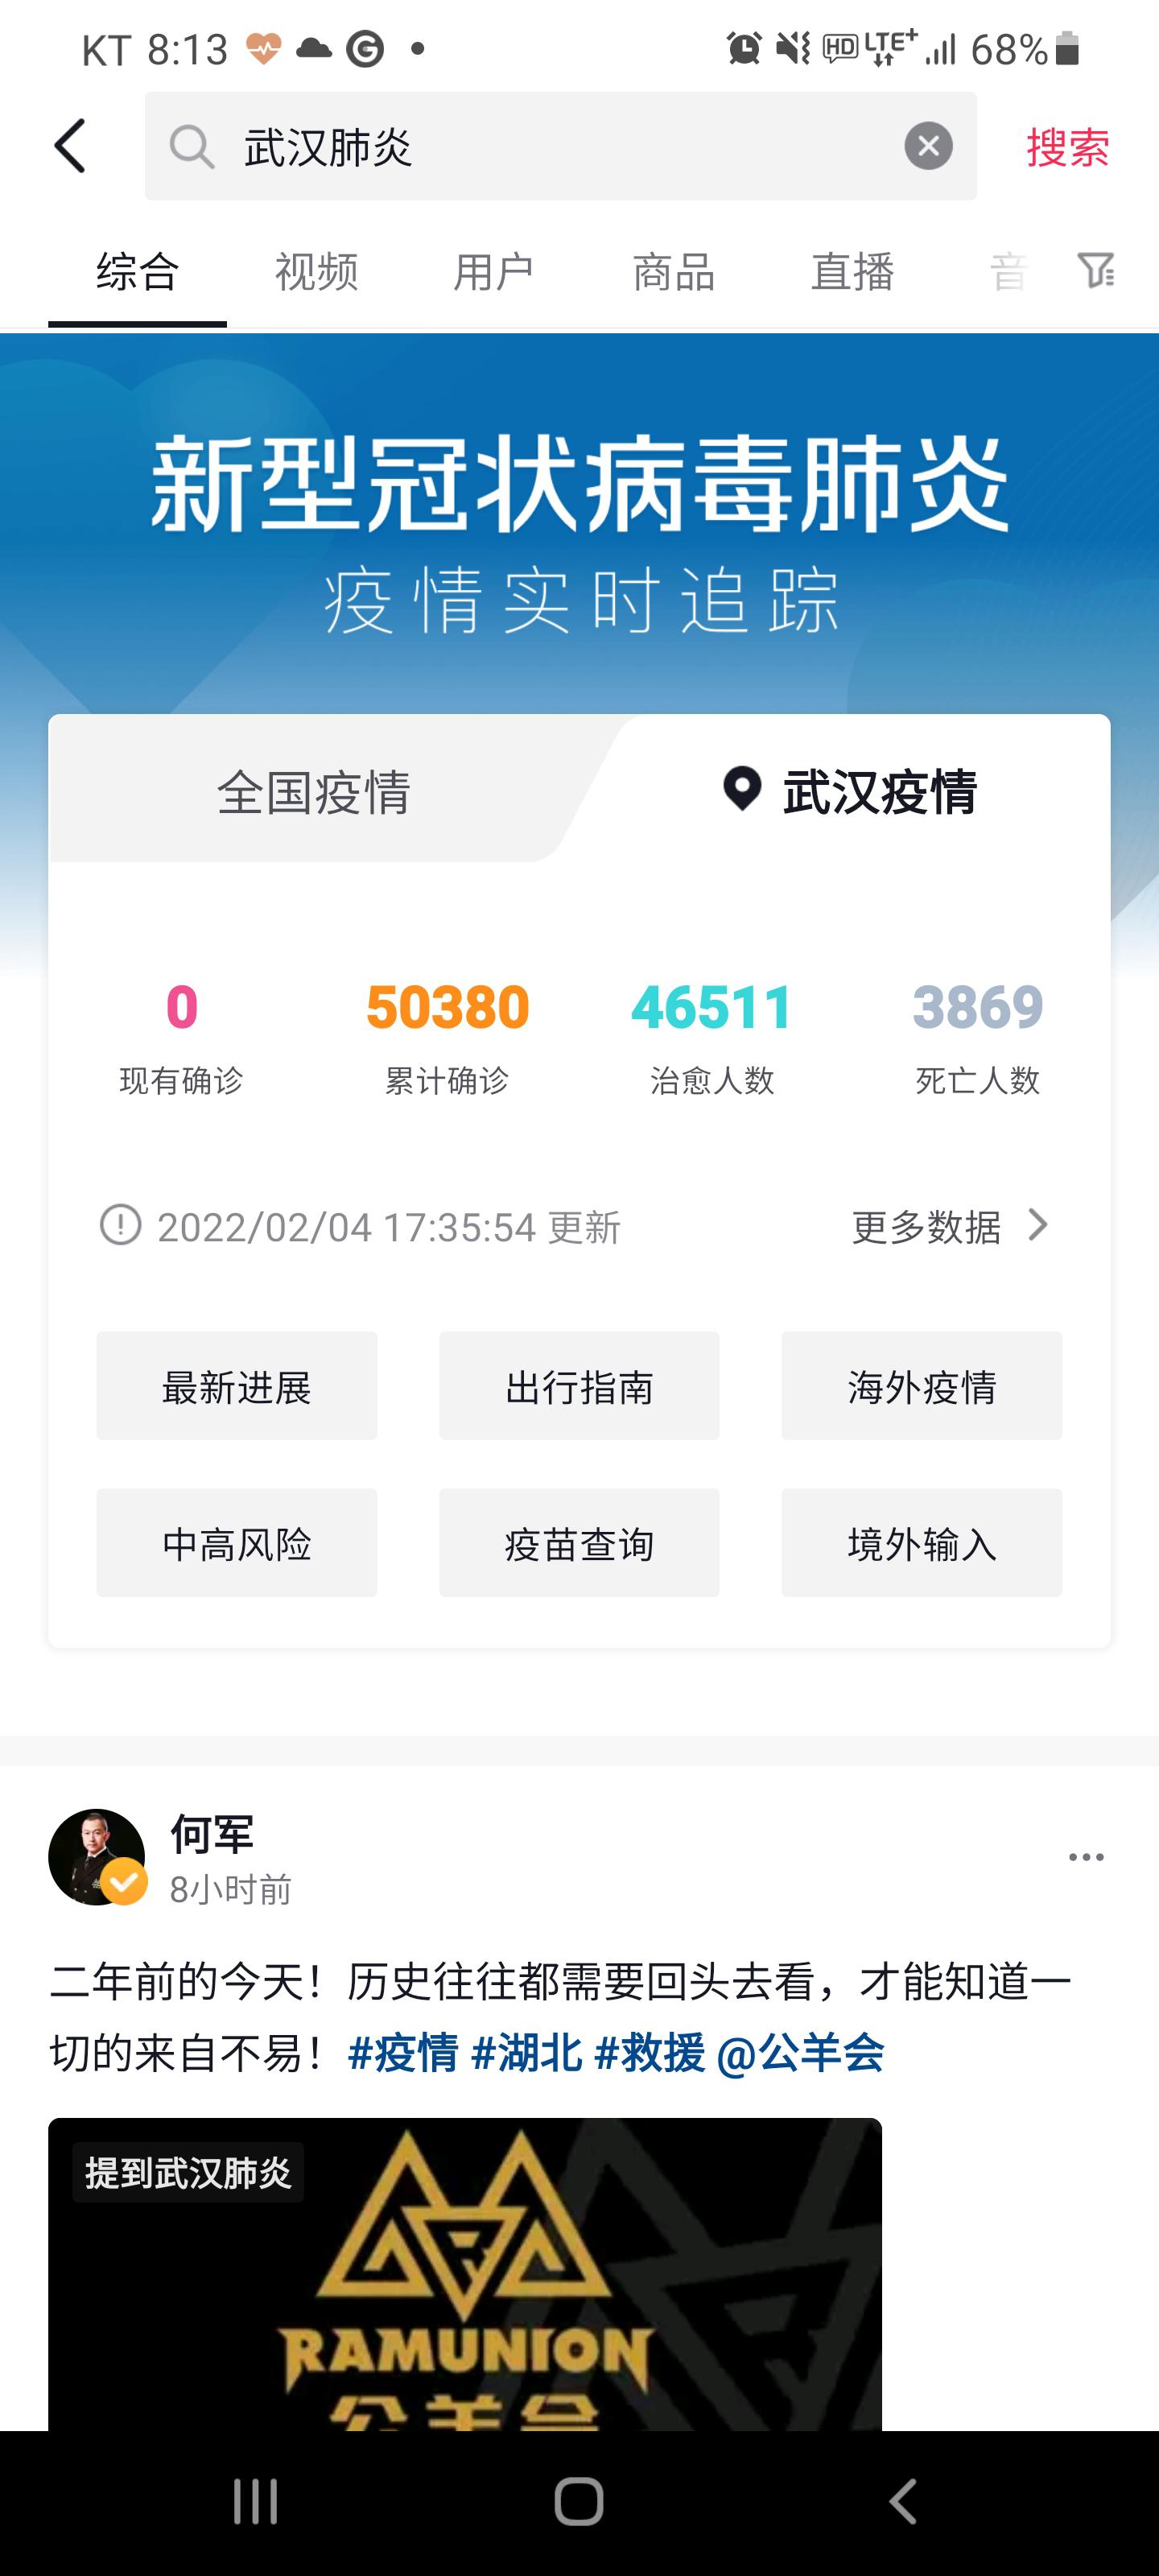 KT 8:13 G HD LTE+ 68%
武汉肺炎 搜索
综合 视频 用户 商品 直播 音
新型冠状病毒肺炎
疫情实时追踪
全国疫情 武汉疫情
0 50380 46511 3869
现有确诊 累计确诊 治愈人数 死亡人数
2022/02/04 17:35:54 更新 更多数据
最新进展 出行指南 海外疫情
中高风险 疫苗查询 境外输入
何军
8小时前
二年前的今天！历史往往都需要回头去看，才能知道一
切的来自不易！#疫情 #湖北 #救援 @公羊会
提到武汉肺炎
RAMUNION
公羊会